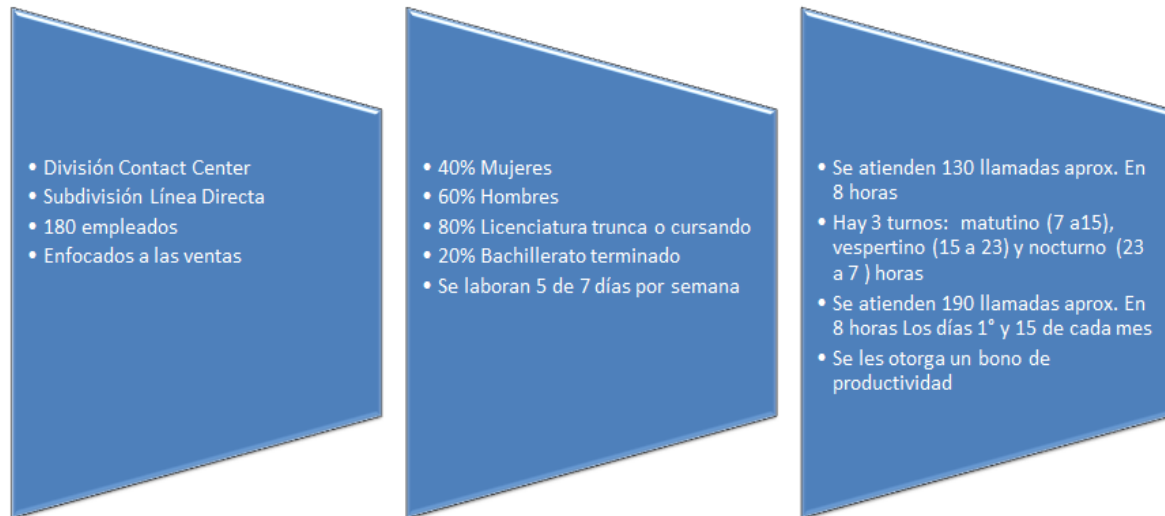 • División Contact Center
• Subdivisión Línea Directa
• 180 empleados
• Enfocados a las ventas
• 40% Mujeres
• 60% Hombres
• 80% Licenciatura trunca o cursando
• 20% Bachillerato terminado
• Se laboran 5 de 7 días por semana
• Se atienden 130 llamadas aprox. En
8 horas
• Hay 3 turnos: matutino (7 a15),
vespertino (15 a 23) y nocturno (23
a 7 ) horas
• Se atienden 190 llamadas aprox. En
8 horas Los días 1° y 15 de cada mes
• Se les otorga un bono de
productividad